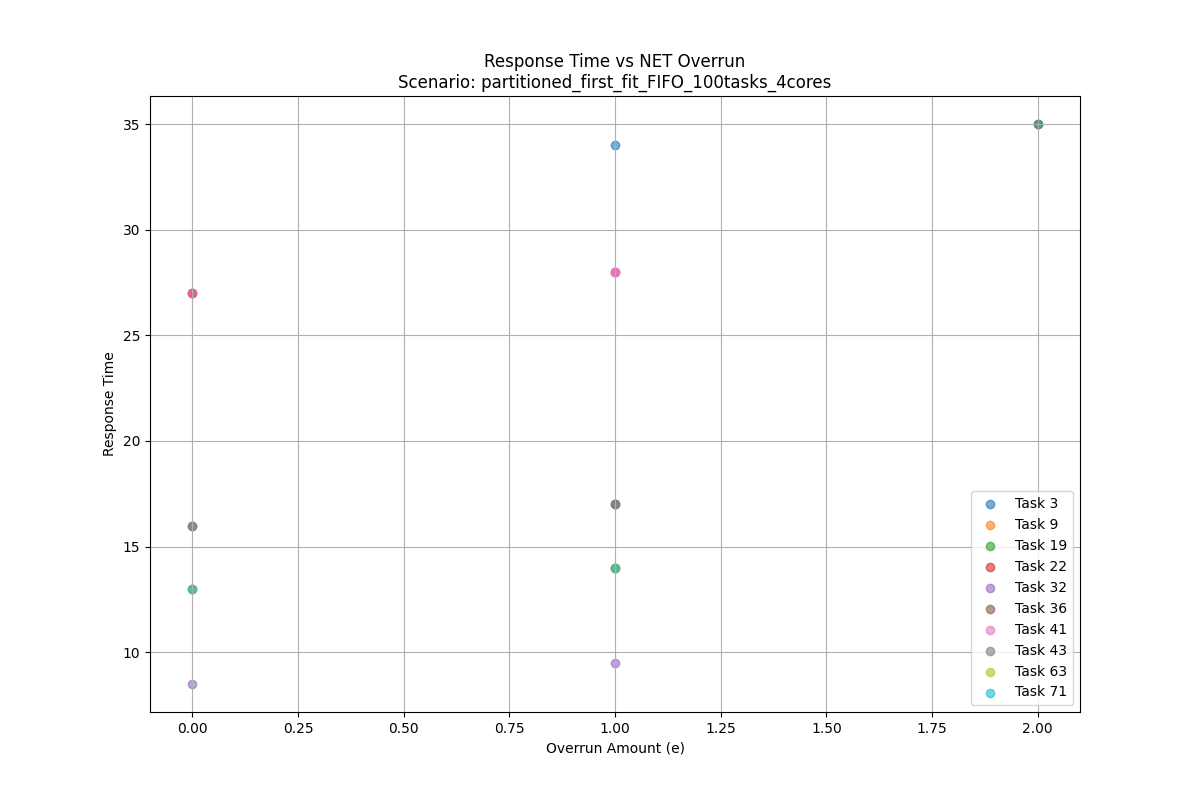 Response Time vs NET Overrun
Scenario: partitioned_first_fit_FIFO_100tasks_4cores
35
30
25
20
15
10
Response Time
0.00 0.25 0.50 0.75 1.00 1.25 1.50 1.75 2.00
Overrun Amount (e)
Task 3
Task 9
Task 19
Task 22
Task 32
Task 36
Task 41
Task 43
Task 63
Task 71